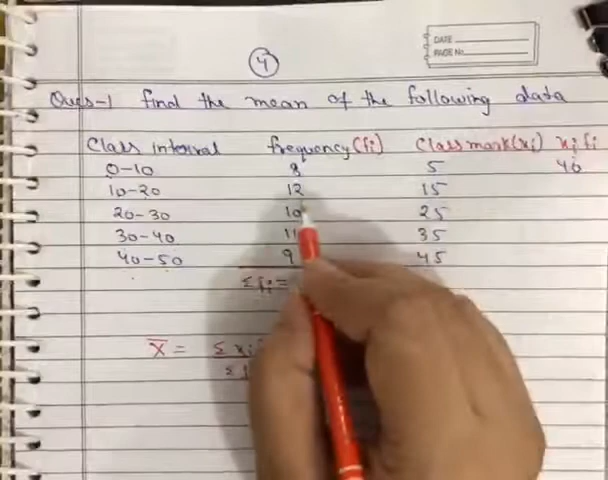 4
DATE
PAGE No.
Ques-1 find the mean of the following data
Class interval frequency(fi) Class mark(xi) xifi
0-10 8 5 40
10-20 12 15
20-30 10 25
30-40 11 35
40-50 9 45
Σfi=
X̄ = Σxi
Σ